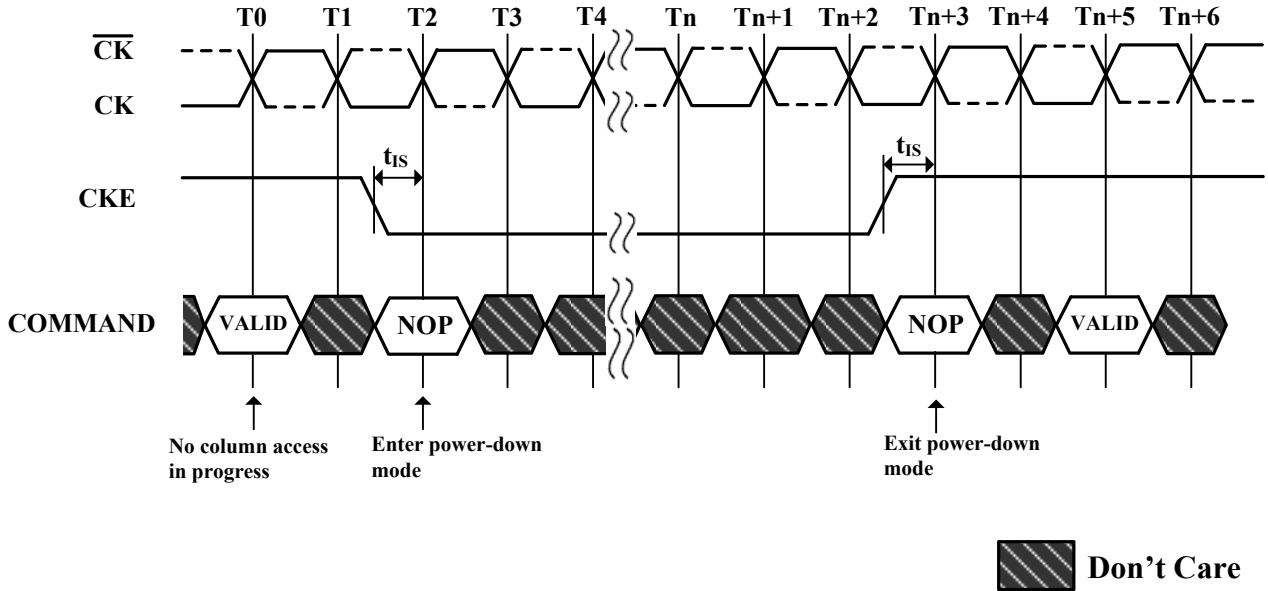 T0 T1 T2 T3 T4 Tn Tn+1 Tn+2 Tn+3 Tn+4 Tn+5 Tn+6
CK
CK
tIS tIS
CKE
COMMAND VALID NOP NOP VALID
No column access
in progress
Enter power-down
mode
Exit power-down
mode
Don't Care